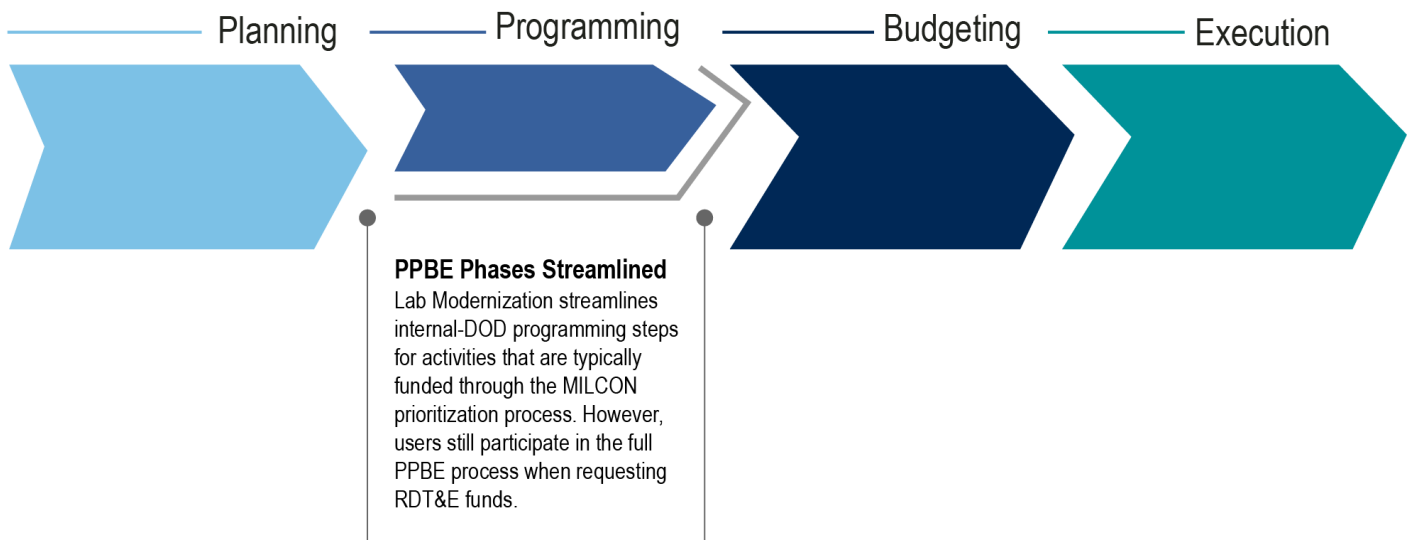 Planning
Programming
Budgeting
Execution
PPBE Phases Streamlined
Lab Modernization streamlines
internal-DOD programming steps
for activities that are typically
funded through the MILCON
prioritization process. However,
users still participate in the full
PPBE process when requesting
RDT&E funds.